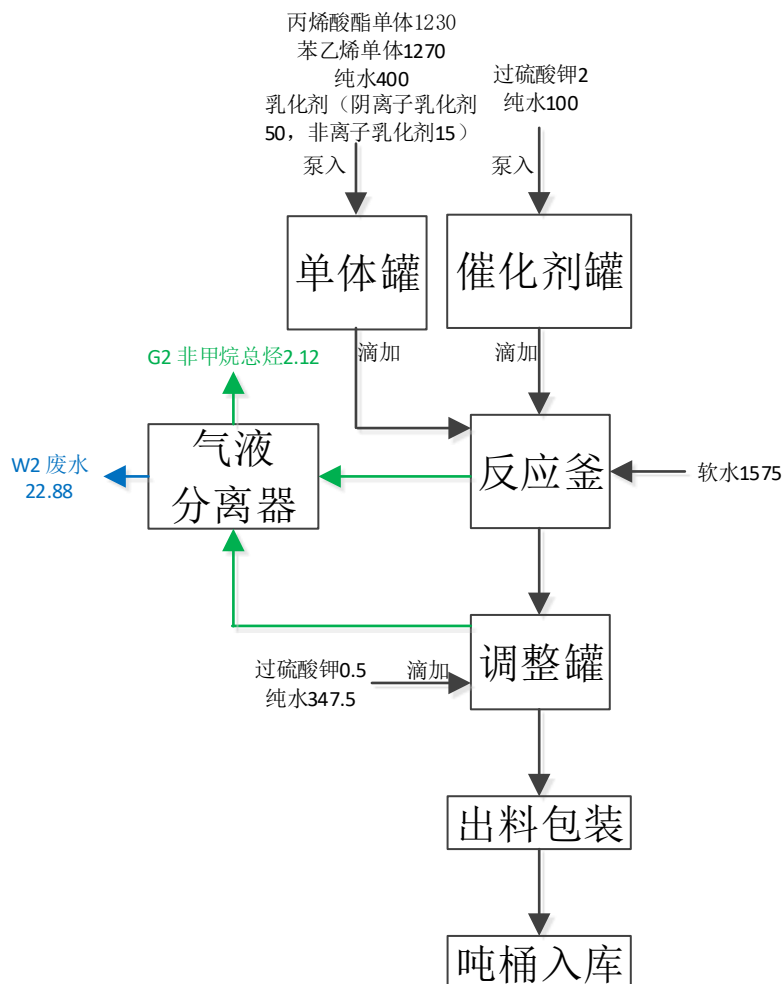 丙烯酸酯单体1230
苯乙烯单体1270
纯水400
乳化剂（阴离子乳化剂
50，非离子乳化剂15）
过硫酸钾2
纯水100
泵入
泵入
单体罐
催化剂罐
滴加
滴加
G2 非甲烷总烃2.12
气液
分离器
W2 废水
22.88
反应釜
软水1575
调整罐
过硫酸钾0.5
纯水347.5
滴加
出料包装
吨桶入库